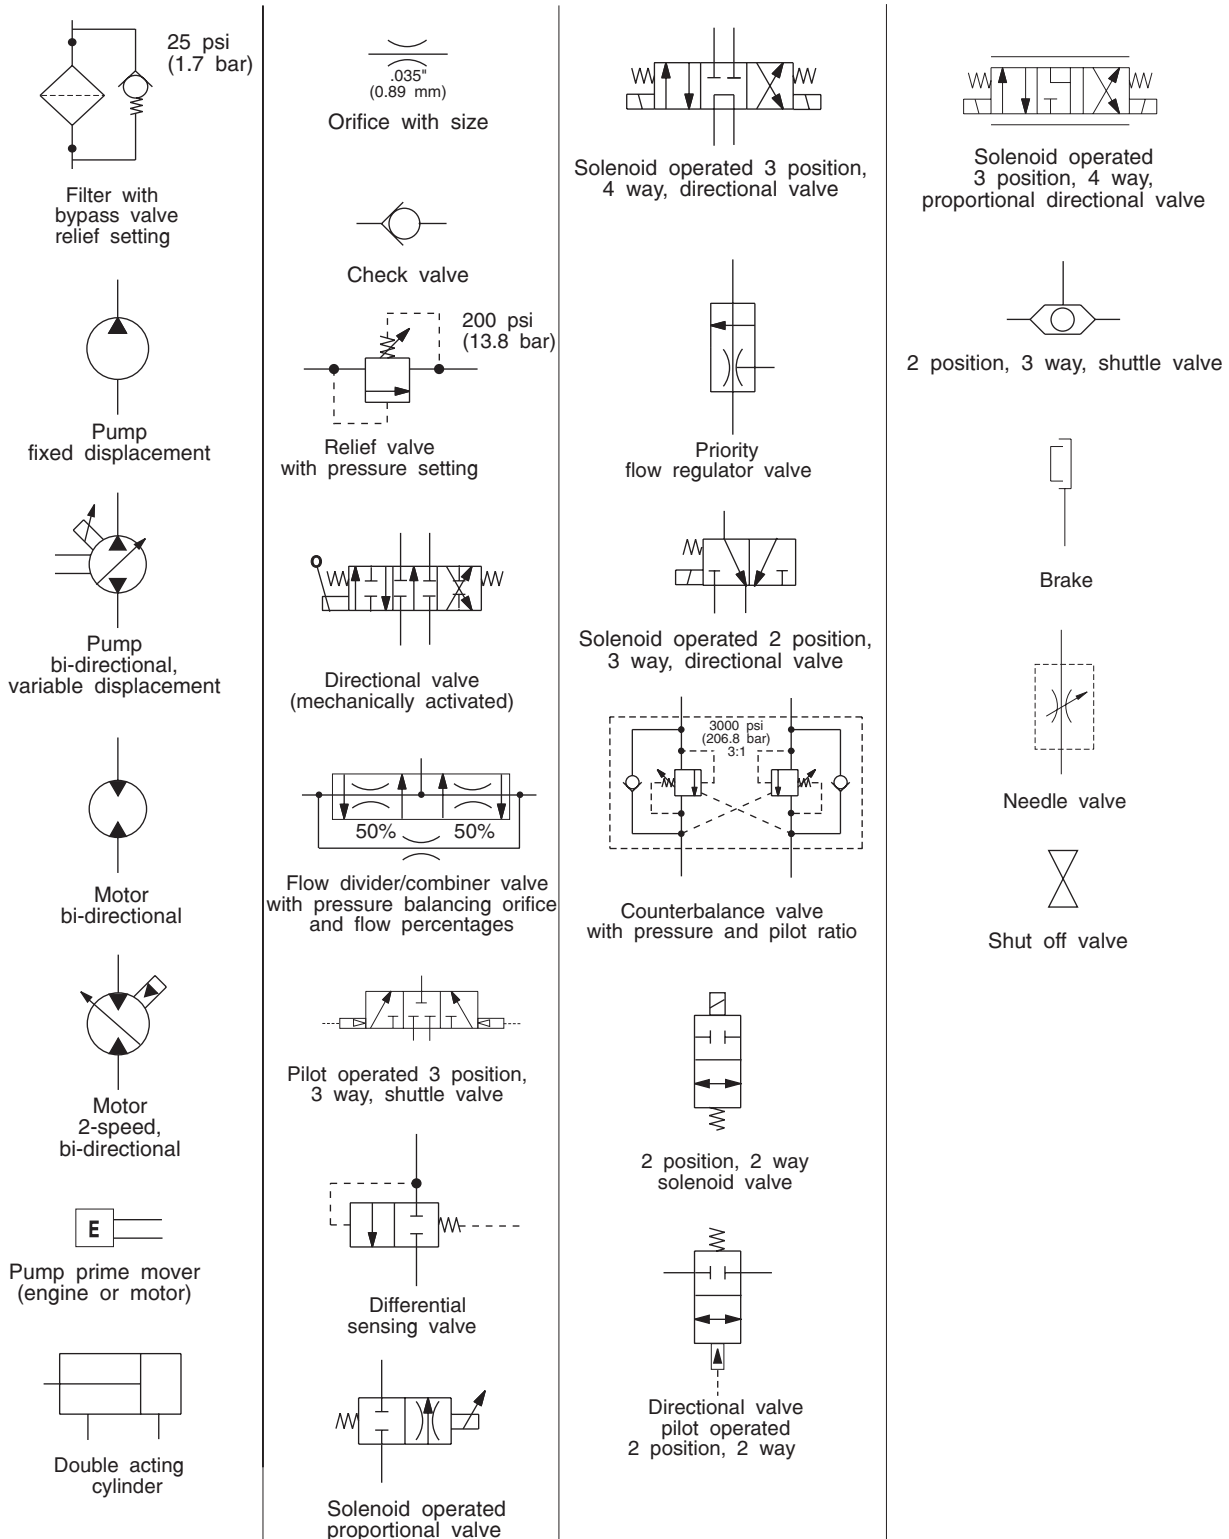 25 psi
(1.7 bar)
Filter with
bypass valve
relief setting
Pump
fixed displacement
Pump
bi-directional,
variable displacement
Motor
bi-directional
Motor
2-speed,
bi-directional
E
Pump prime mover
(engine or motor)
Double acting
cylinder
.035"
(0.89 mm)
Orifice with size
Check valve
200 psi
(13.8 bar)
Relief valve
with pressure setting
Directional valve
(mechanically activated)
50% 50%
Flow divider/combiner valve
with pressure balancing orifice
and flow percentages
Pilot operated 3 position,
3 way, shuttle valve
Differential
sensing valve
Solenoid operated
proportional valve
Solenoid operated 3 position,
4 way, directional valve
Priority
flow regulator valve
Solenoid operated 2 position,
3 way, directional valve
3000 psi
(206.8 bar)
3:1
Counterbalance valve
with pressure and pilot ratio
2 position, 2 way
solenoid valve
Directional valve
pilot operated
2 position, 2 way
Solenoid operated
3 position, 4 way,
proportional directional valve
2 position, 3 way, shuttle valve
Brake
Needle valve
Shut off valve